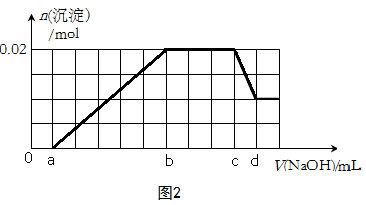 n(沉淀)
/mol
0.02
0 a b c d V(NaOH)/mL
图2